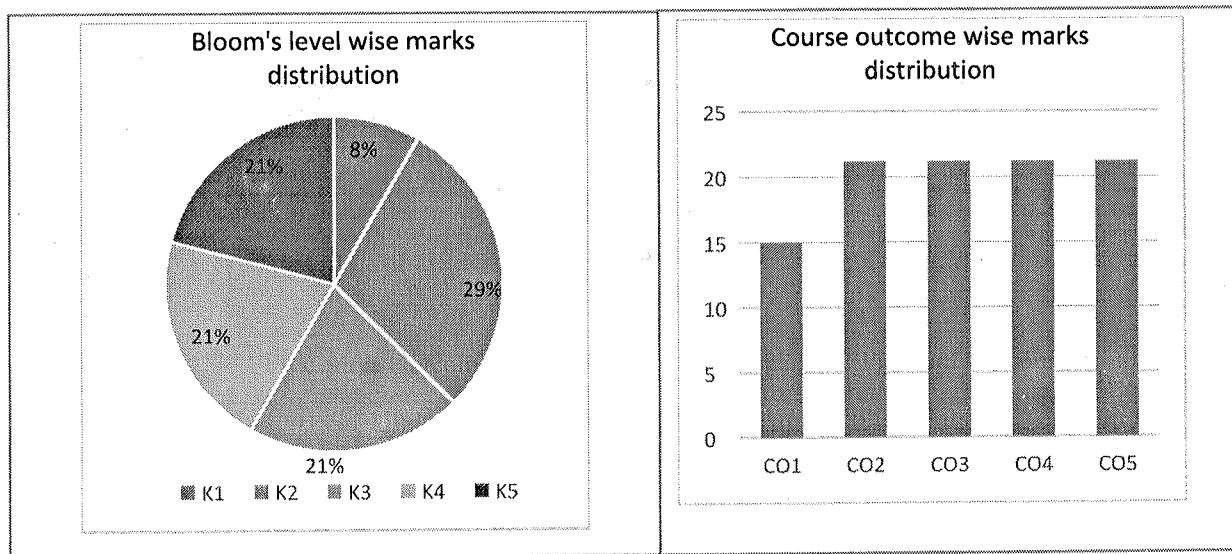 Bloom's level wise marks
distribution
8%
29%
21%
21%
21%
K1 K2 K3 K4 K5
Course outcome wise marks
distribution
25
20
15
10
5
0
CO1 CO2 CO3 CO4 CO5